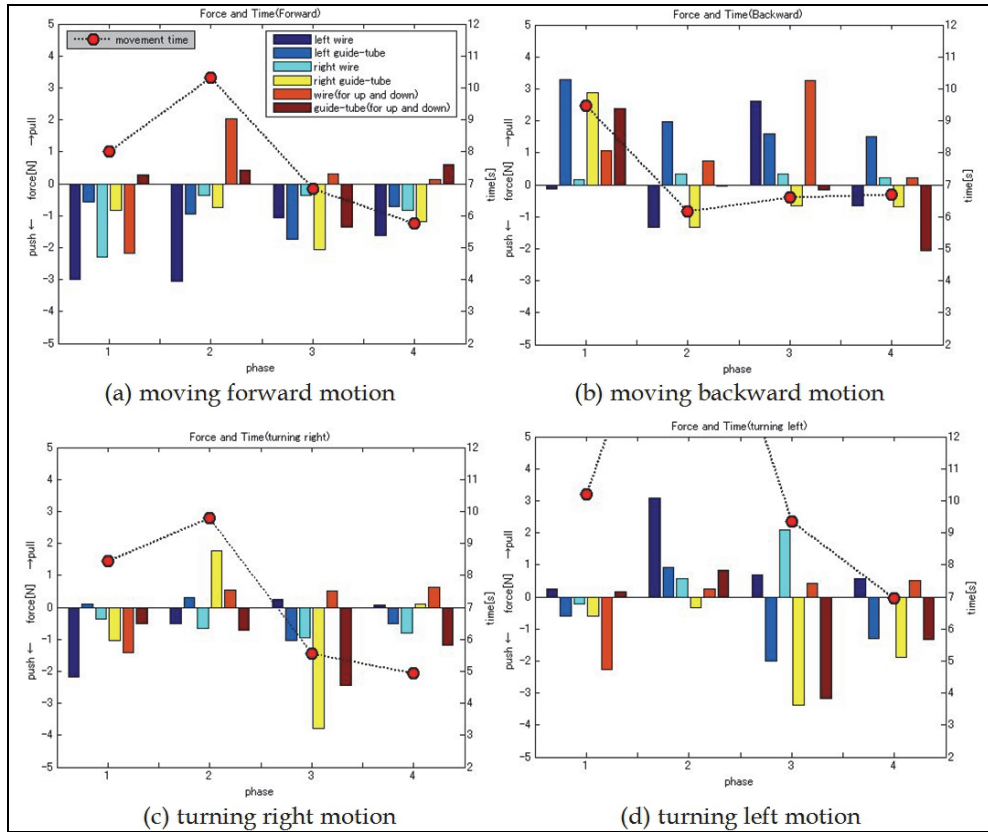 Force and Time(Forward)
movement time
left wire
left guide-tube
right wire
right guide-tube
wire(for up and down)
guide-tube(for up and down)
5
4
3
2
1
0
-1
-2
-3
-4
-5
push ← force[N] →pull
12
11
10
9
8
7
6
5
4
3
2
time[s]
1 2 3 4
phase
(a) moving forward motion
Force and Time(Backward)
5
4
3
2
1
0
-1
-2
-3
-4
-5
push ← force[N] →pull
12
11
10
9
8
7
6
5
4
3
2
time[s]
1 2 3 4
phase
(b) moving backward motion
Force and Time(turning right)
5
4
3
2
1
0
-1
-2
-3
-4
-5
push ← force[N] →pull
12
11
10
9
8
7
6
5
4
3
2
time[s]
1 2 3 4
phase
(c) turning right motion
Force and Time(turning left)
5
4
3
2
1
0
-1
-2
-3
-4
-5
push ← force[N] →pull
12
11
10
9
8
7
6
5
4
3
2
time[s]
1 2 3 4
phase
(d) turning left motion